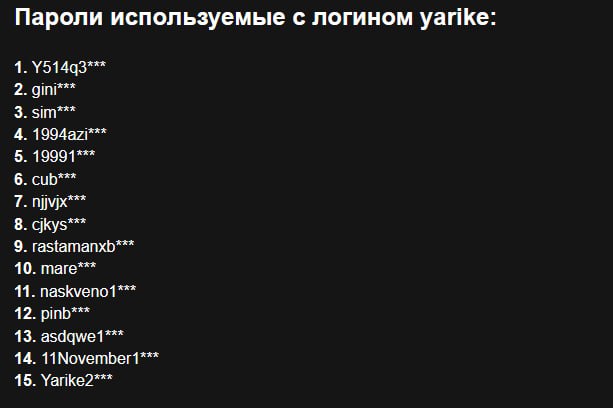 Пароли используемые с логином yarike:
1. Y514q3***
2. gini***
3. sim***
4. 1994azi***
5. 19991***
6. cub***
7. njjvjx***
8. cjkys***
9. rastamanxb***
10. mare***
11. naskveno1***
12. pinb***
13. asdqwe1***
14. 11November1***
15. Yarike2***